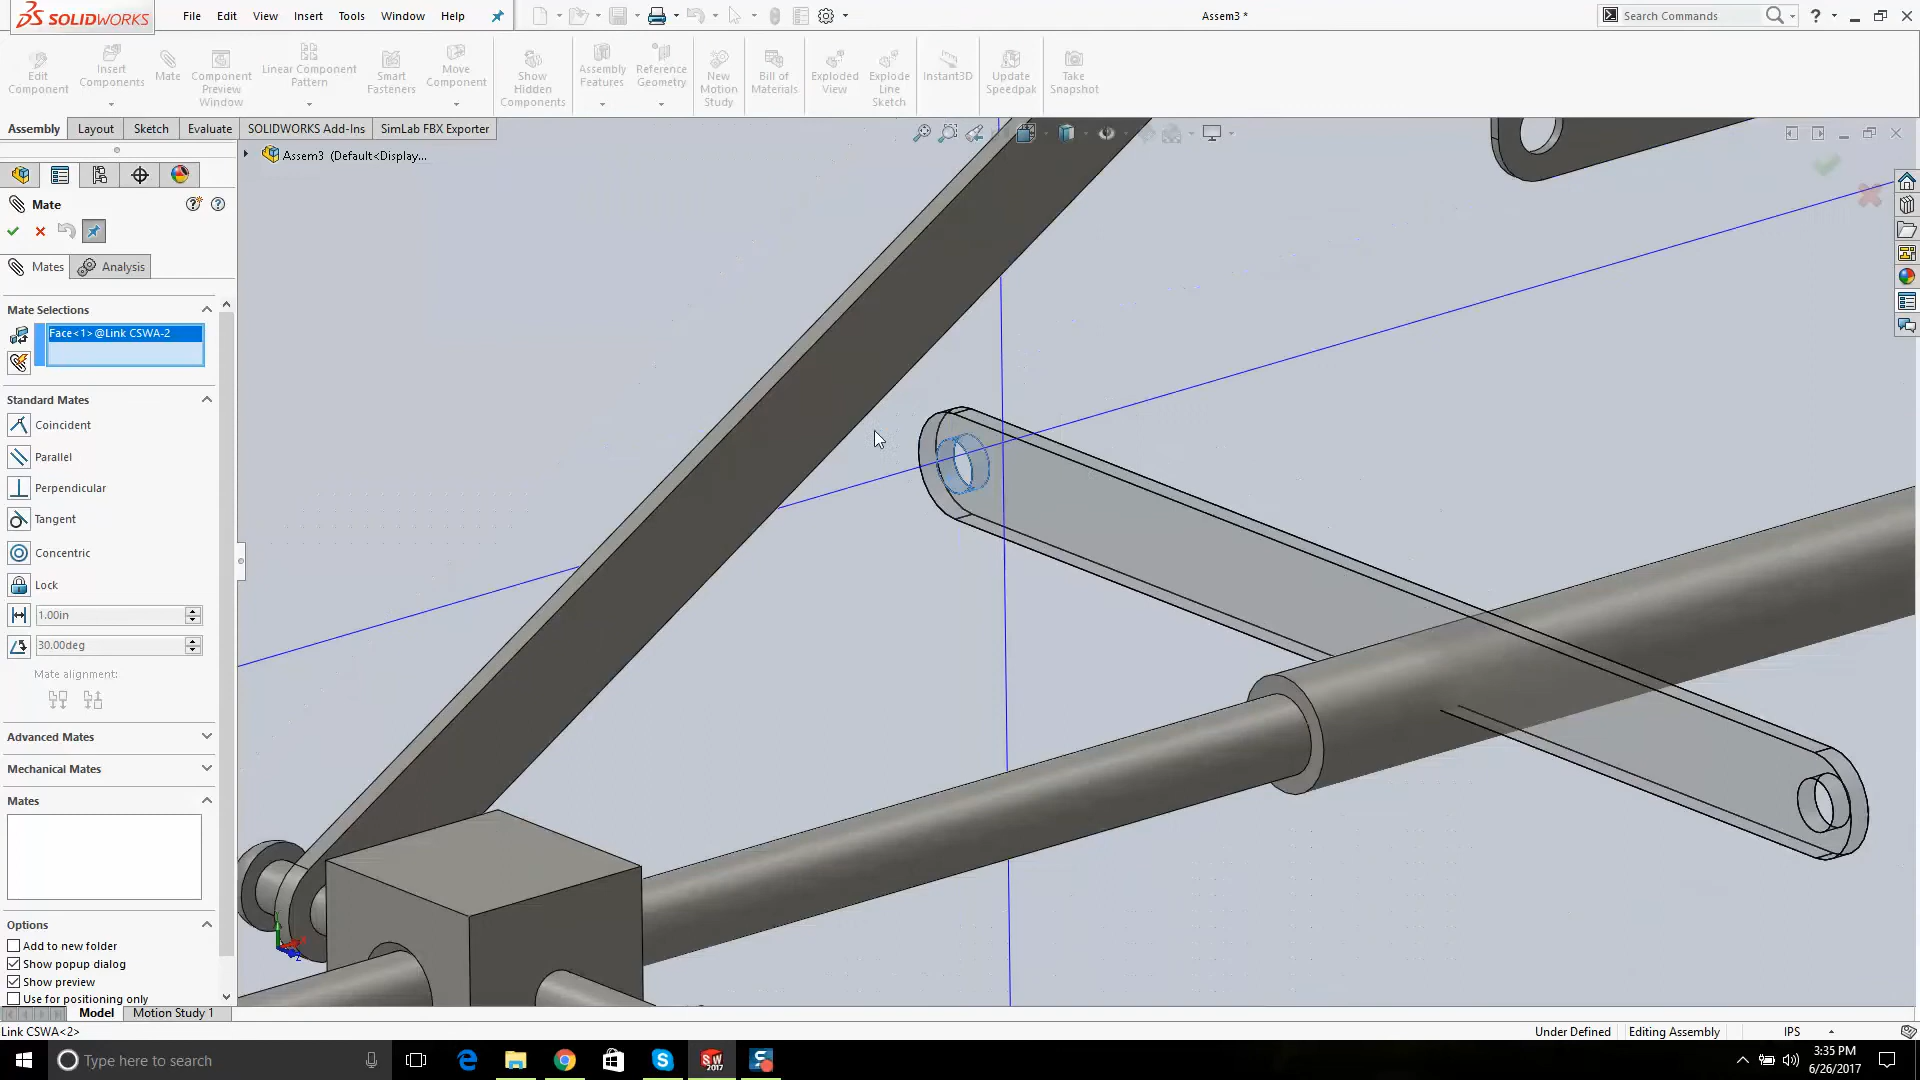 SOLIDWORKS
File Edit View Insert Tools Window Help
Assem3 *
Search Commands
Edit Component
Insert Components
Mate
Component Preview Window
Linear Component Pattern
Smart Fasteners
Move Component
Show Hidden Components
Assembly Features
Reference Geometry
New Motion Study
Bill of Materials
Exploded View
Explode Line Sketch
Instant3D
Update Speedpak
Take Snapshot
Assembly Layout Sketch Evaluate SOLIDWORKS Add-Ins SimLab FBX Exporter
Assem3 (Default<Display...
Mate
Mates Analysis
Mate Selections
Face<1>@Link CSWA-2
Standard Mates
Coincident
Parallel
Perpendicular
Tangent
Concentric
Lock
1.00in
30.00deg
Mate alignment:
Advanced Mates
Mechanical Mates
Mates
Options
Add to new folder
Show popup dialog
Show preview
Use for positioning only
Model Motion Study 1
Link CSWA<2>
Under Defined Editing Assembly IPS
Type here to search
SW
2017
3:35 PM
6/26/2017